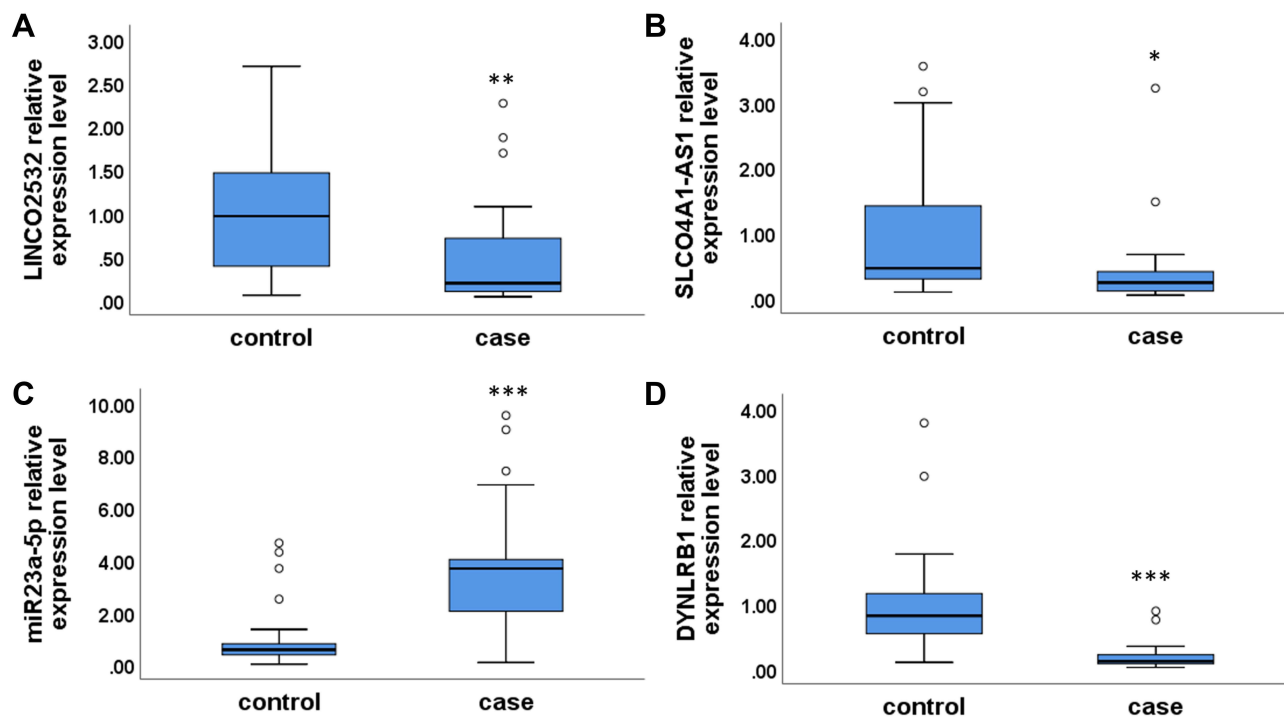 A
LINCO2532 relative
expression level
3.00
2.50
2.00
1.50
1.00
.50
.00
**
control
case
B
SLCO4A1-AS1 relative
expression level
4.00
3.00
2.00
1.00
.00
*
control
case
C
miR23a-5p relative
expression level
10.00
8.00
6.00
4.00
2.00
.00
***
control
case
D
DYNLRB1 relative
expression level
4.00
3.00
2.00
1.00
.00
***
control
case